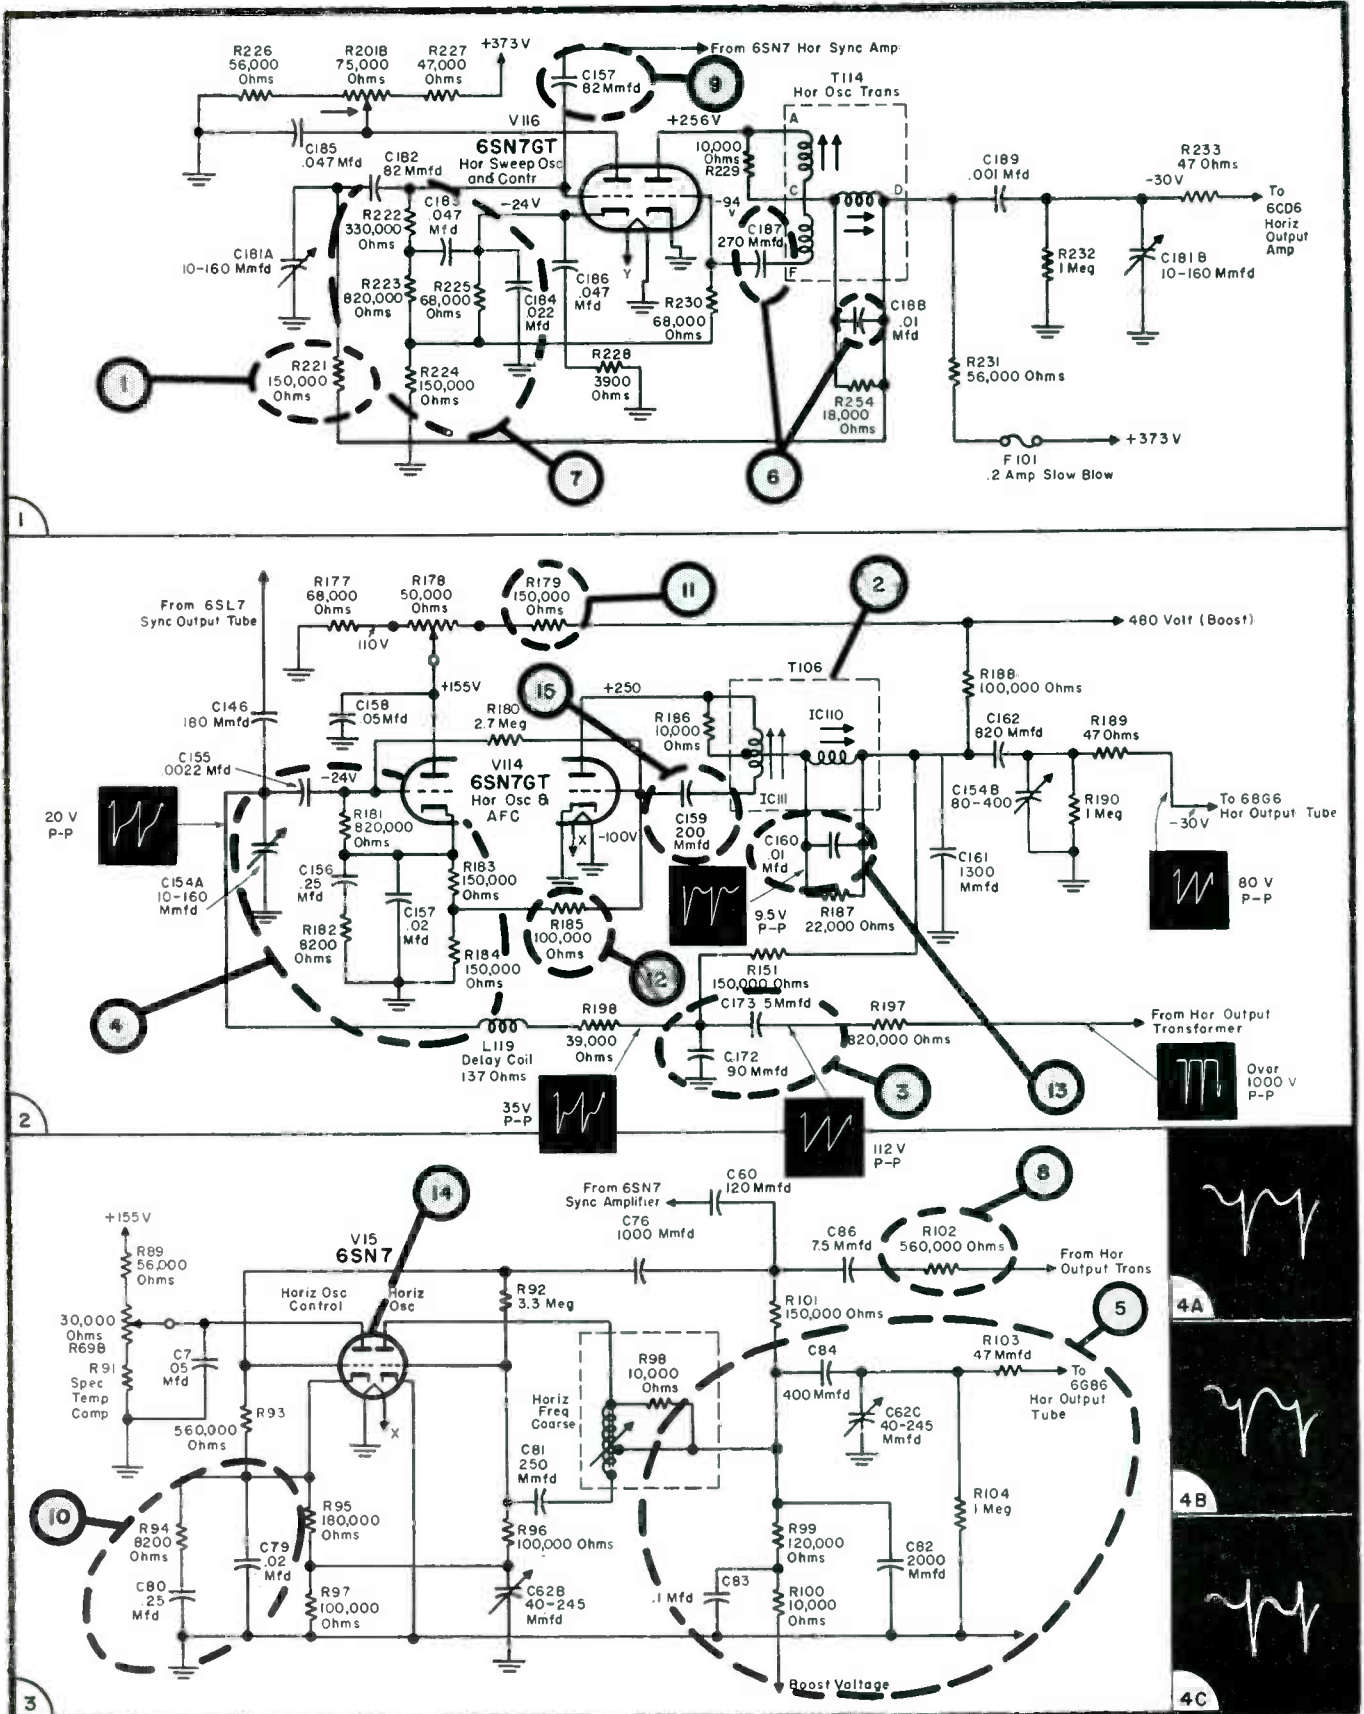 R226
56,000
Ohms
R201B
75,000
Ohms
R227
47,000
Ohms
+373V
From 6SN7 Hor Sync Amp
C157
82Mmfd
9
T114
Hor Osc Trans
V116
6SN7GT
Hor Sweep Osc
and Contr
+256V
A
10,000
Ohms
R229
C
D
F
C185
.047 Mfd
C182
82 Mmfd
C183
.047
Mfd
-24V
-94
V
C187
270 Mmfd
C189
.001 Mfd
-30V
R233
47 Ohms
To
6CD6
Horiz
Output
Amp
R222
330,000
Ohms
C181A
10-160 Mmfd
R223
820,000
Ohms
R225
68,000
Ohms
C184
.022
Mfd
C186
.047
Mfd
Y
R230
68,000
Ohms
C188
.01
Mfd
R232
1 Meg
C181B
10-160 Mmfd
1
R221
150,000
Ohms
R224
150,000
Ohms
R228
3900
Ohms
R254
18,000
Ohms
R231
56,000 Ohms
7
6
+373V
F101
.2 Amp Slow Blow
1
From 6SL7
Sync Output Tube
R177
68,000
Ohms
R178
50,000
Ohms
R179
150,000
Ohms
11
2
110V
480 Volt (Boost)
+155V
15
+250
T106
C146
180 Mmfd
C158
.05Mfd
R180
2.7 Meg
R186
10,000
Ohms
IC110
R188
100,000 Ohms
C162
820 Mmfd
R189
47 Ohms
C155
.0022 Mfd
-24V
V114
6SN7GT
Hor Osc &
AFC
IC111
20 V
P-P
R181
820,000
Ohms
-100V
X
C159
200
Mmfd
C154B
80-400
R190
1 Meg
To 68G6
Hor Output Tube
-30V
C154A
10-160
Mmfd
C156
.25
Mfd
C157
.02
Mfd
R183
150,000
Ohms
C160
.01
Mfd
C161
1300
Mmfd
80 V
P-P
R182
8200
Ohms
R184
150,000
Ohms
R185
100,000
Ohms
9.5V
P-P
R187
22,000 Ohms
12
4
R151
150,000 Ohms
C173 5Mmfd
R198
39,000
Ohms
R197
820,000 Ohms
From Hor Output
Transformer
L119
Delay Coil
137 Ohms
C172
90 Mmfd
3
13
Over
1000 V
P-P
35V
P-P
112 V
P-P
2
14
From 6SN7
Sync Amplifier
C60
120 Mmfd
8
+155V
R89
56,000
Ohms
V15
6SN7
C76
1000 Mmfd
C86
7.5 Mmfd
R102
560,000 Ohms
From Hor
Output Trans
4A
Horiz Osc
Control
Horiz
Osc
R92
3.3 Meg
R101
150,000 Ohms
5
30,000
Ohms
R69B
C7
.05
Mfd
R91
Spec
Temp
Comp
R98
10,000
Ohms
C84
400 Mmfd
R103
47 Mmfd
To
6G86
Hor Output
Tube
Horiz
Freq
Coarse
C62C
40-245
Mmfd
R93
560,000
Ohms
X
C81
250
Mmfd
4B
10
R94
8200
Ohms
C79
.02
Mfd
R95
180,000
Ohms
R96
100,000 Ohms
R99
120,000
Ohms
R104
1 Meg
C82
2000
Mmfd
C80
.25
Mfd
R97
100,000
Ohms
C62B
40-245
Mmfd
.1 Mfd
C83
R100
10,000
Ohms
Boost Voltage
3
4C